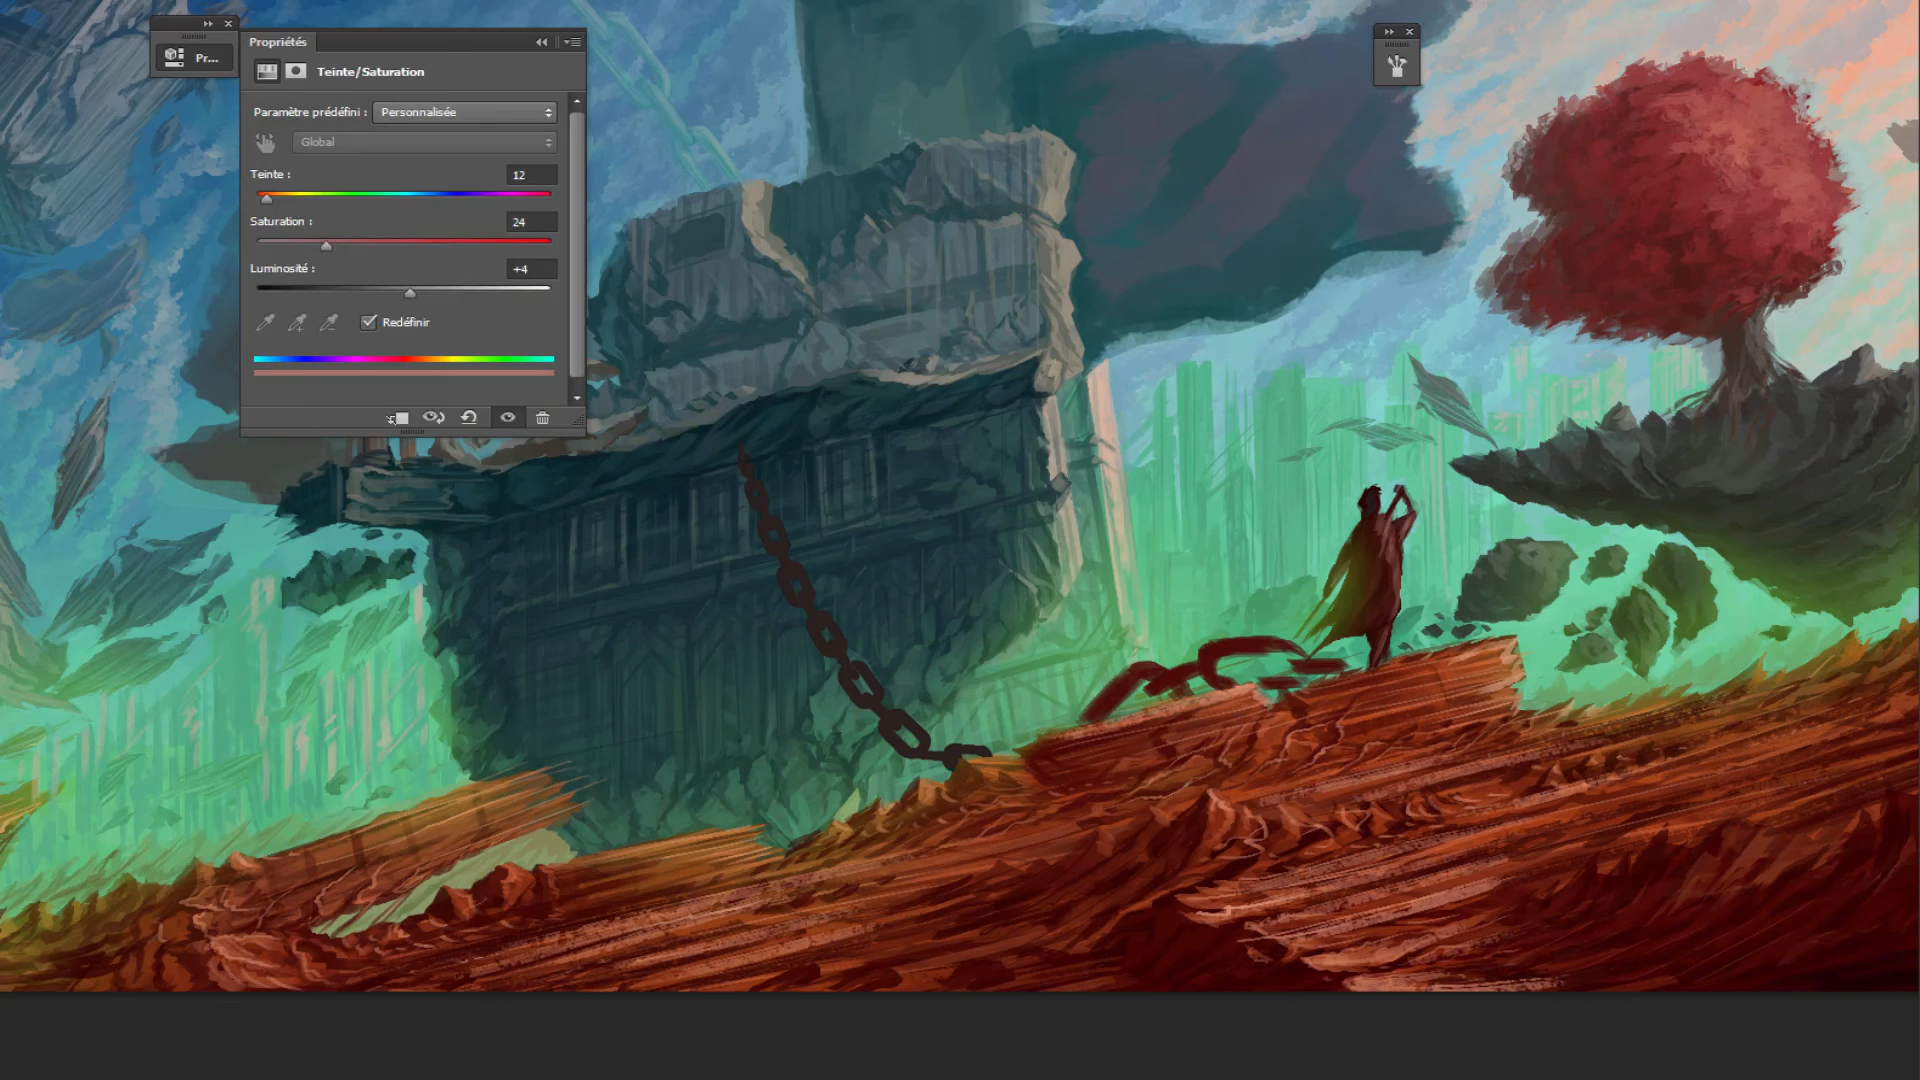 Pr...
Propriétés
Teinte/Saturation
Paramètre prédéfini : Personnalisée
Global
Teinte : 12
Saturation : 24
Luminosité : +4
Redéfinir